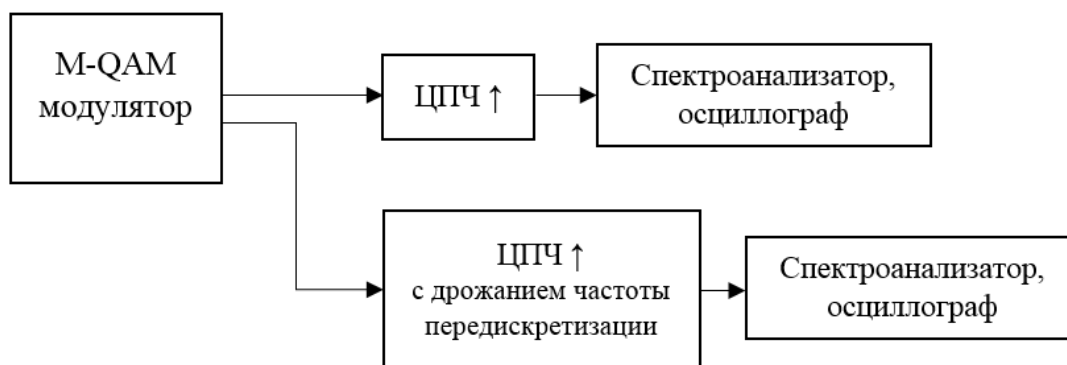 M-QAM
модулятор
ЦПЧ ↑
Спектроанализатор,
осциллограф
ЦПЧ ↑
с дрожанием частоты
передискретизации
Спектроанализатор,
осциллограф